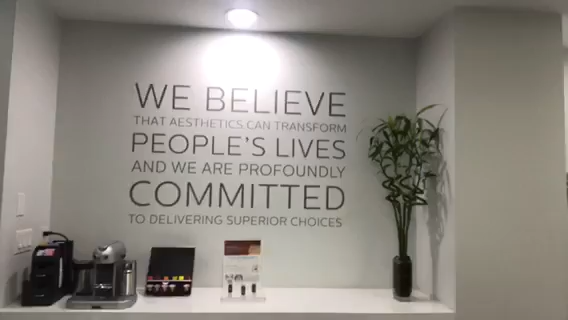 WE BELIEVE
THAT AESTHETICS CAN TRANSFORM
PEOPLE'S LIVES
AND WE ARE PROFOUNDLY
COMMITTED
TO DELIVERING SUPERIOR CHOICES